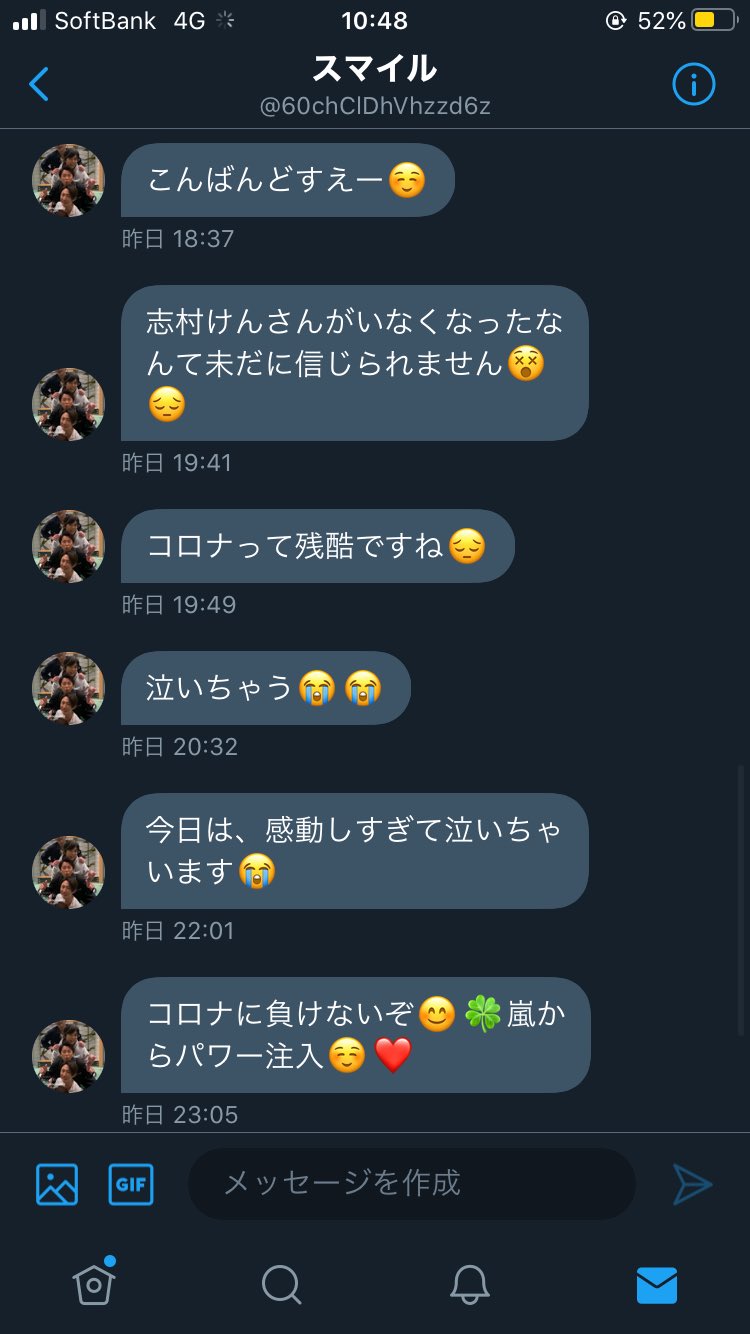 SoftBank 4G 10:48 52%
スマイル
@60chClDhVhzzd6z
こんばんどすえー☺️
昨日 18:37
志村けんさんがいなくなったな
んて未だに信じられません😵
😔
昨日 19:41
コロナって残酷ですね😔
昨日 19:49
泣いちゃう😭😭
昨日 20:32
今日は、感動しすぎて泣いちゃ
います😭
昨日 22:01
コロナに負けないぞ😊🍀嵐か
らパワー注入☺️❤️
昨日 23:05
GIF メッセージを作成